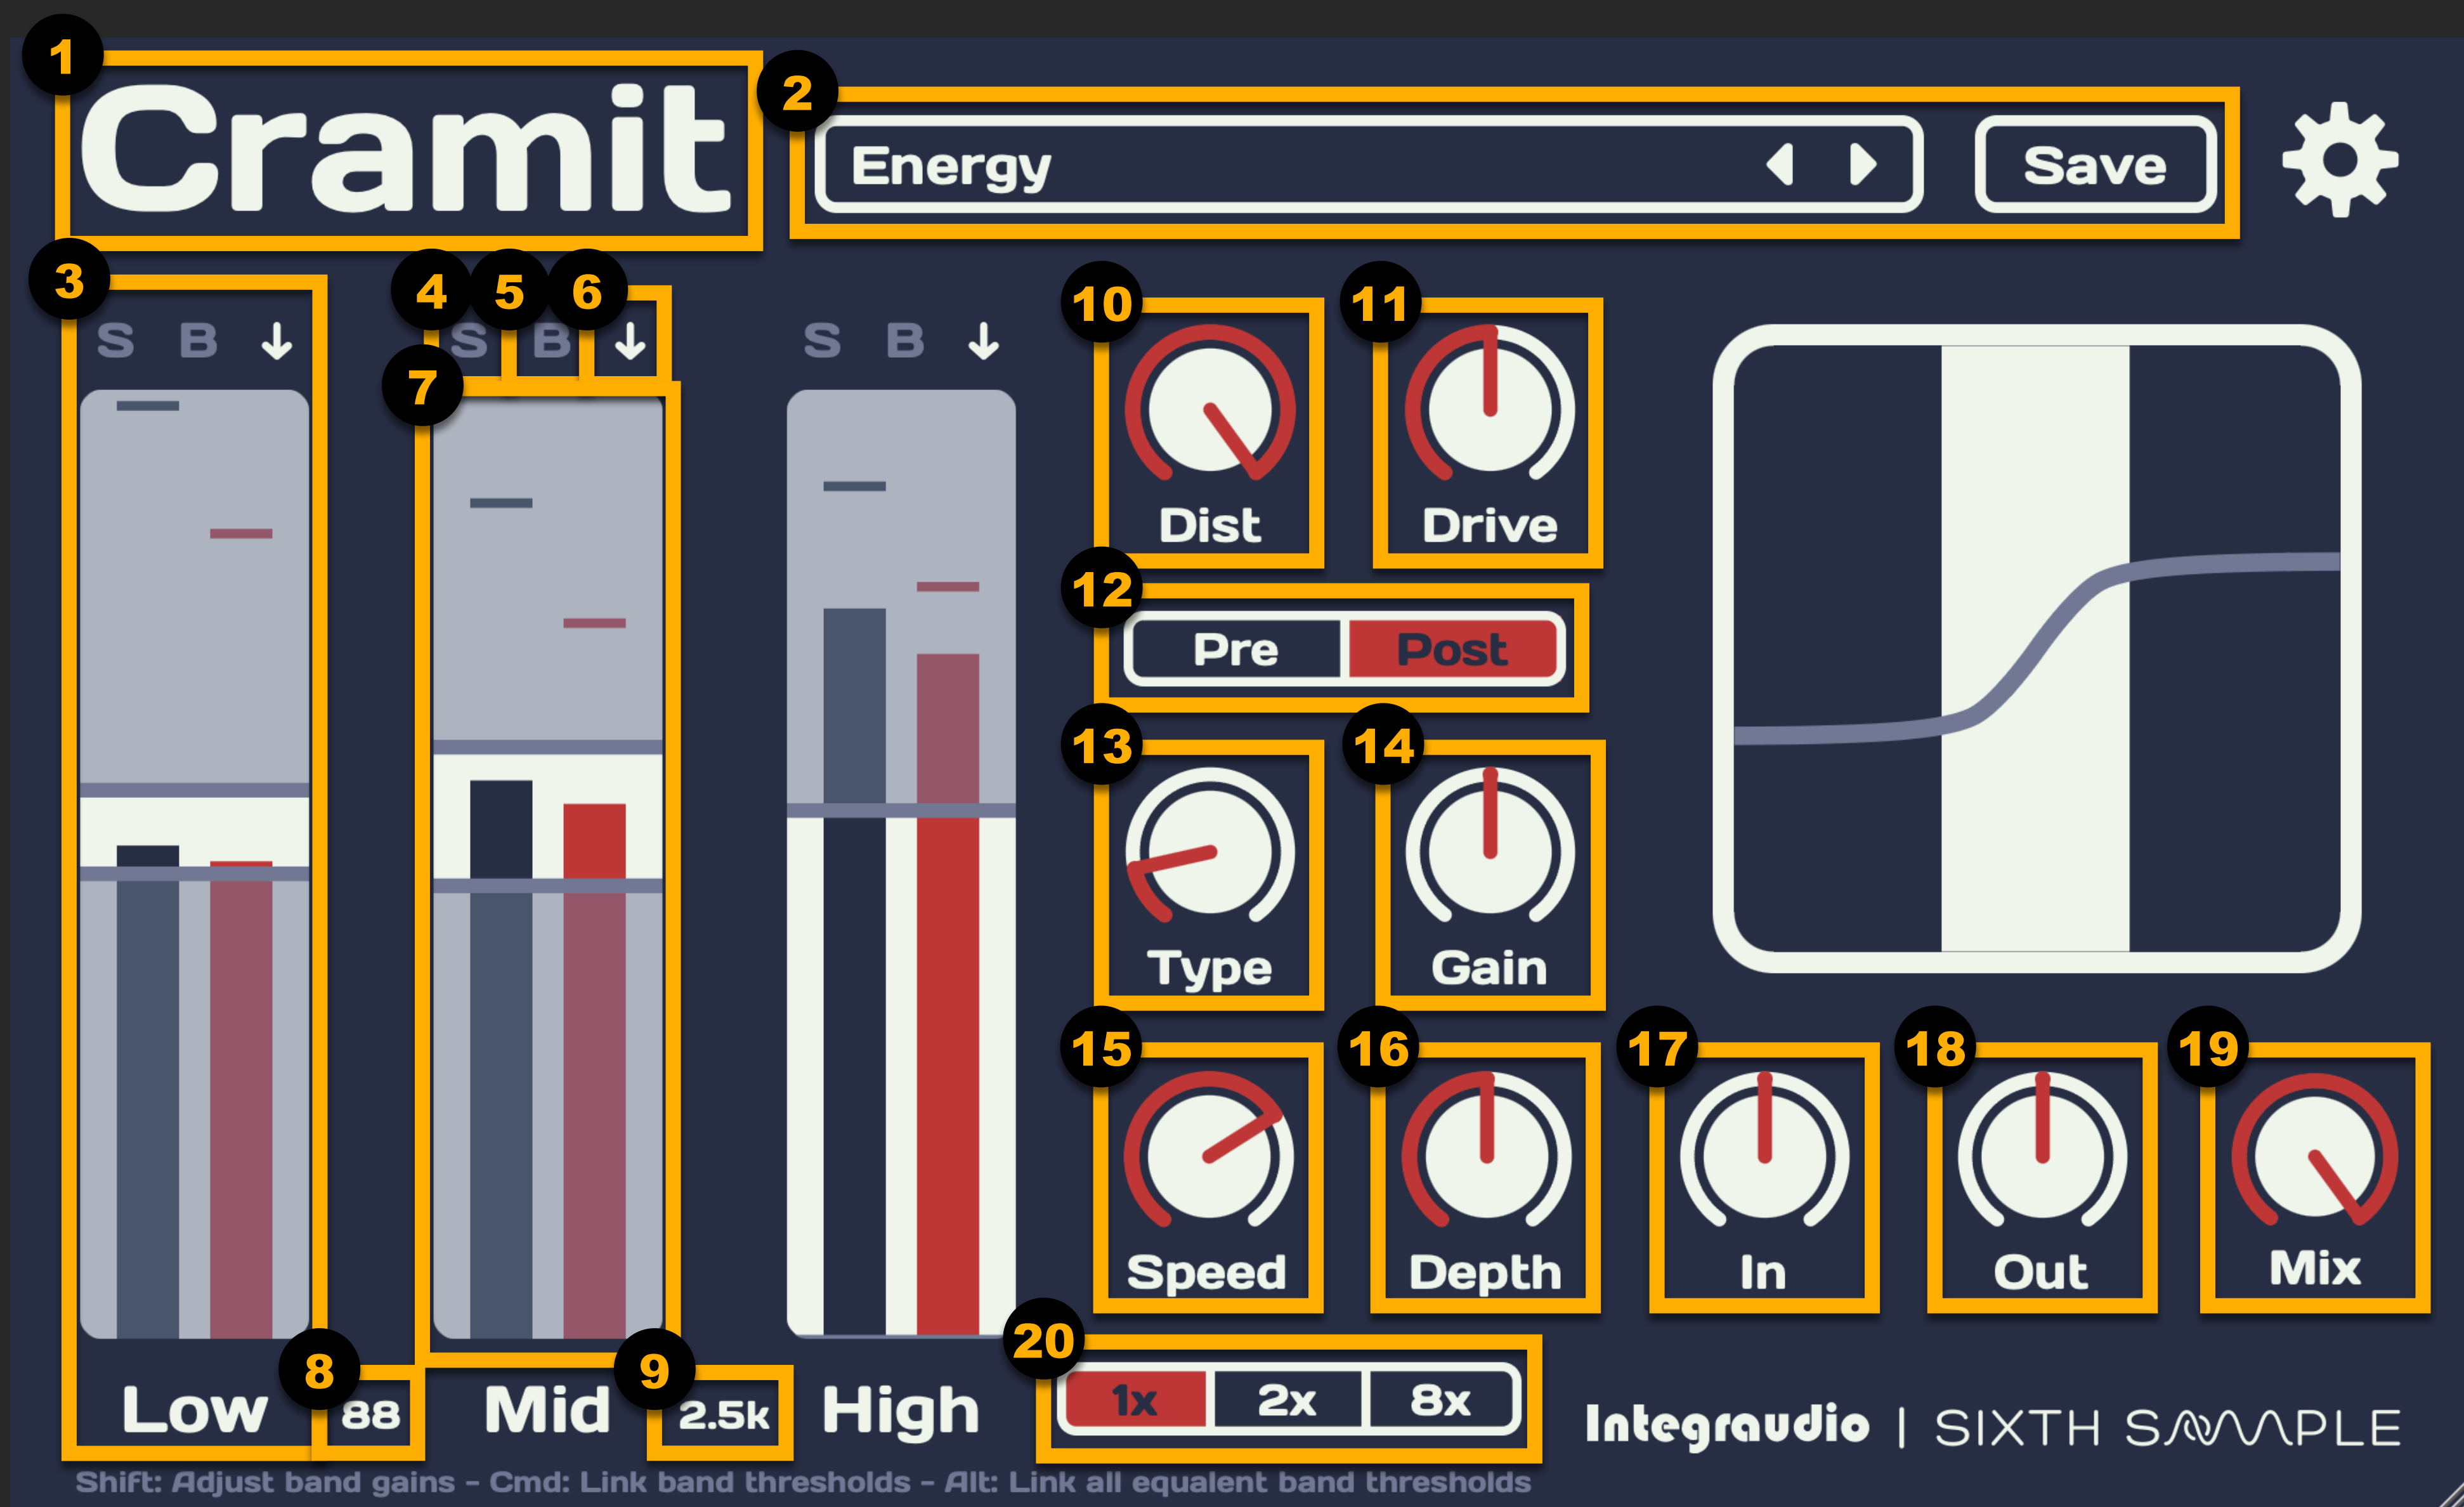 1
Cramit
2
Energy
Save
3
S B ↓
4 5 6
S B ↓
S B ↓
7
10
Dist
11
Drive
12
Pre Post
13
Type
14
Gain
15
Speed
16
Depth
17
In
18
Out
19
Mix
8
9
20
Low 88 Mid 2.5k High
1x 2x 8x
Integraudio | SIXTH SAMPLE
Shift: Adjust band gains - Cmd: Link band thresholds - Alt: Link all equalent band thresholds